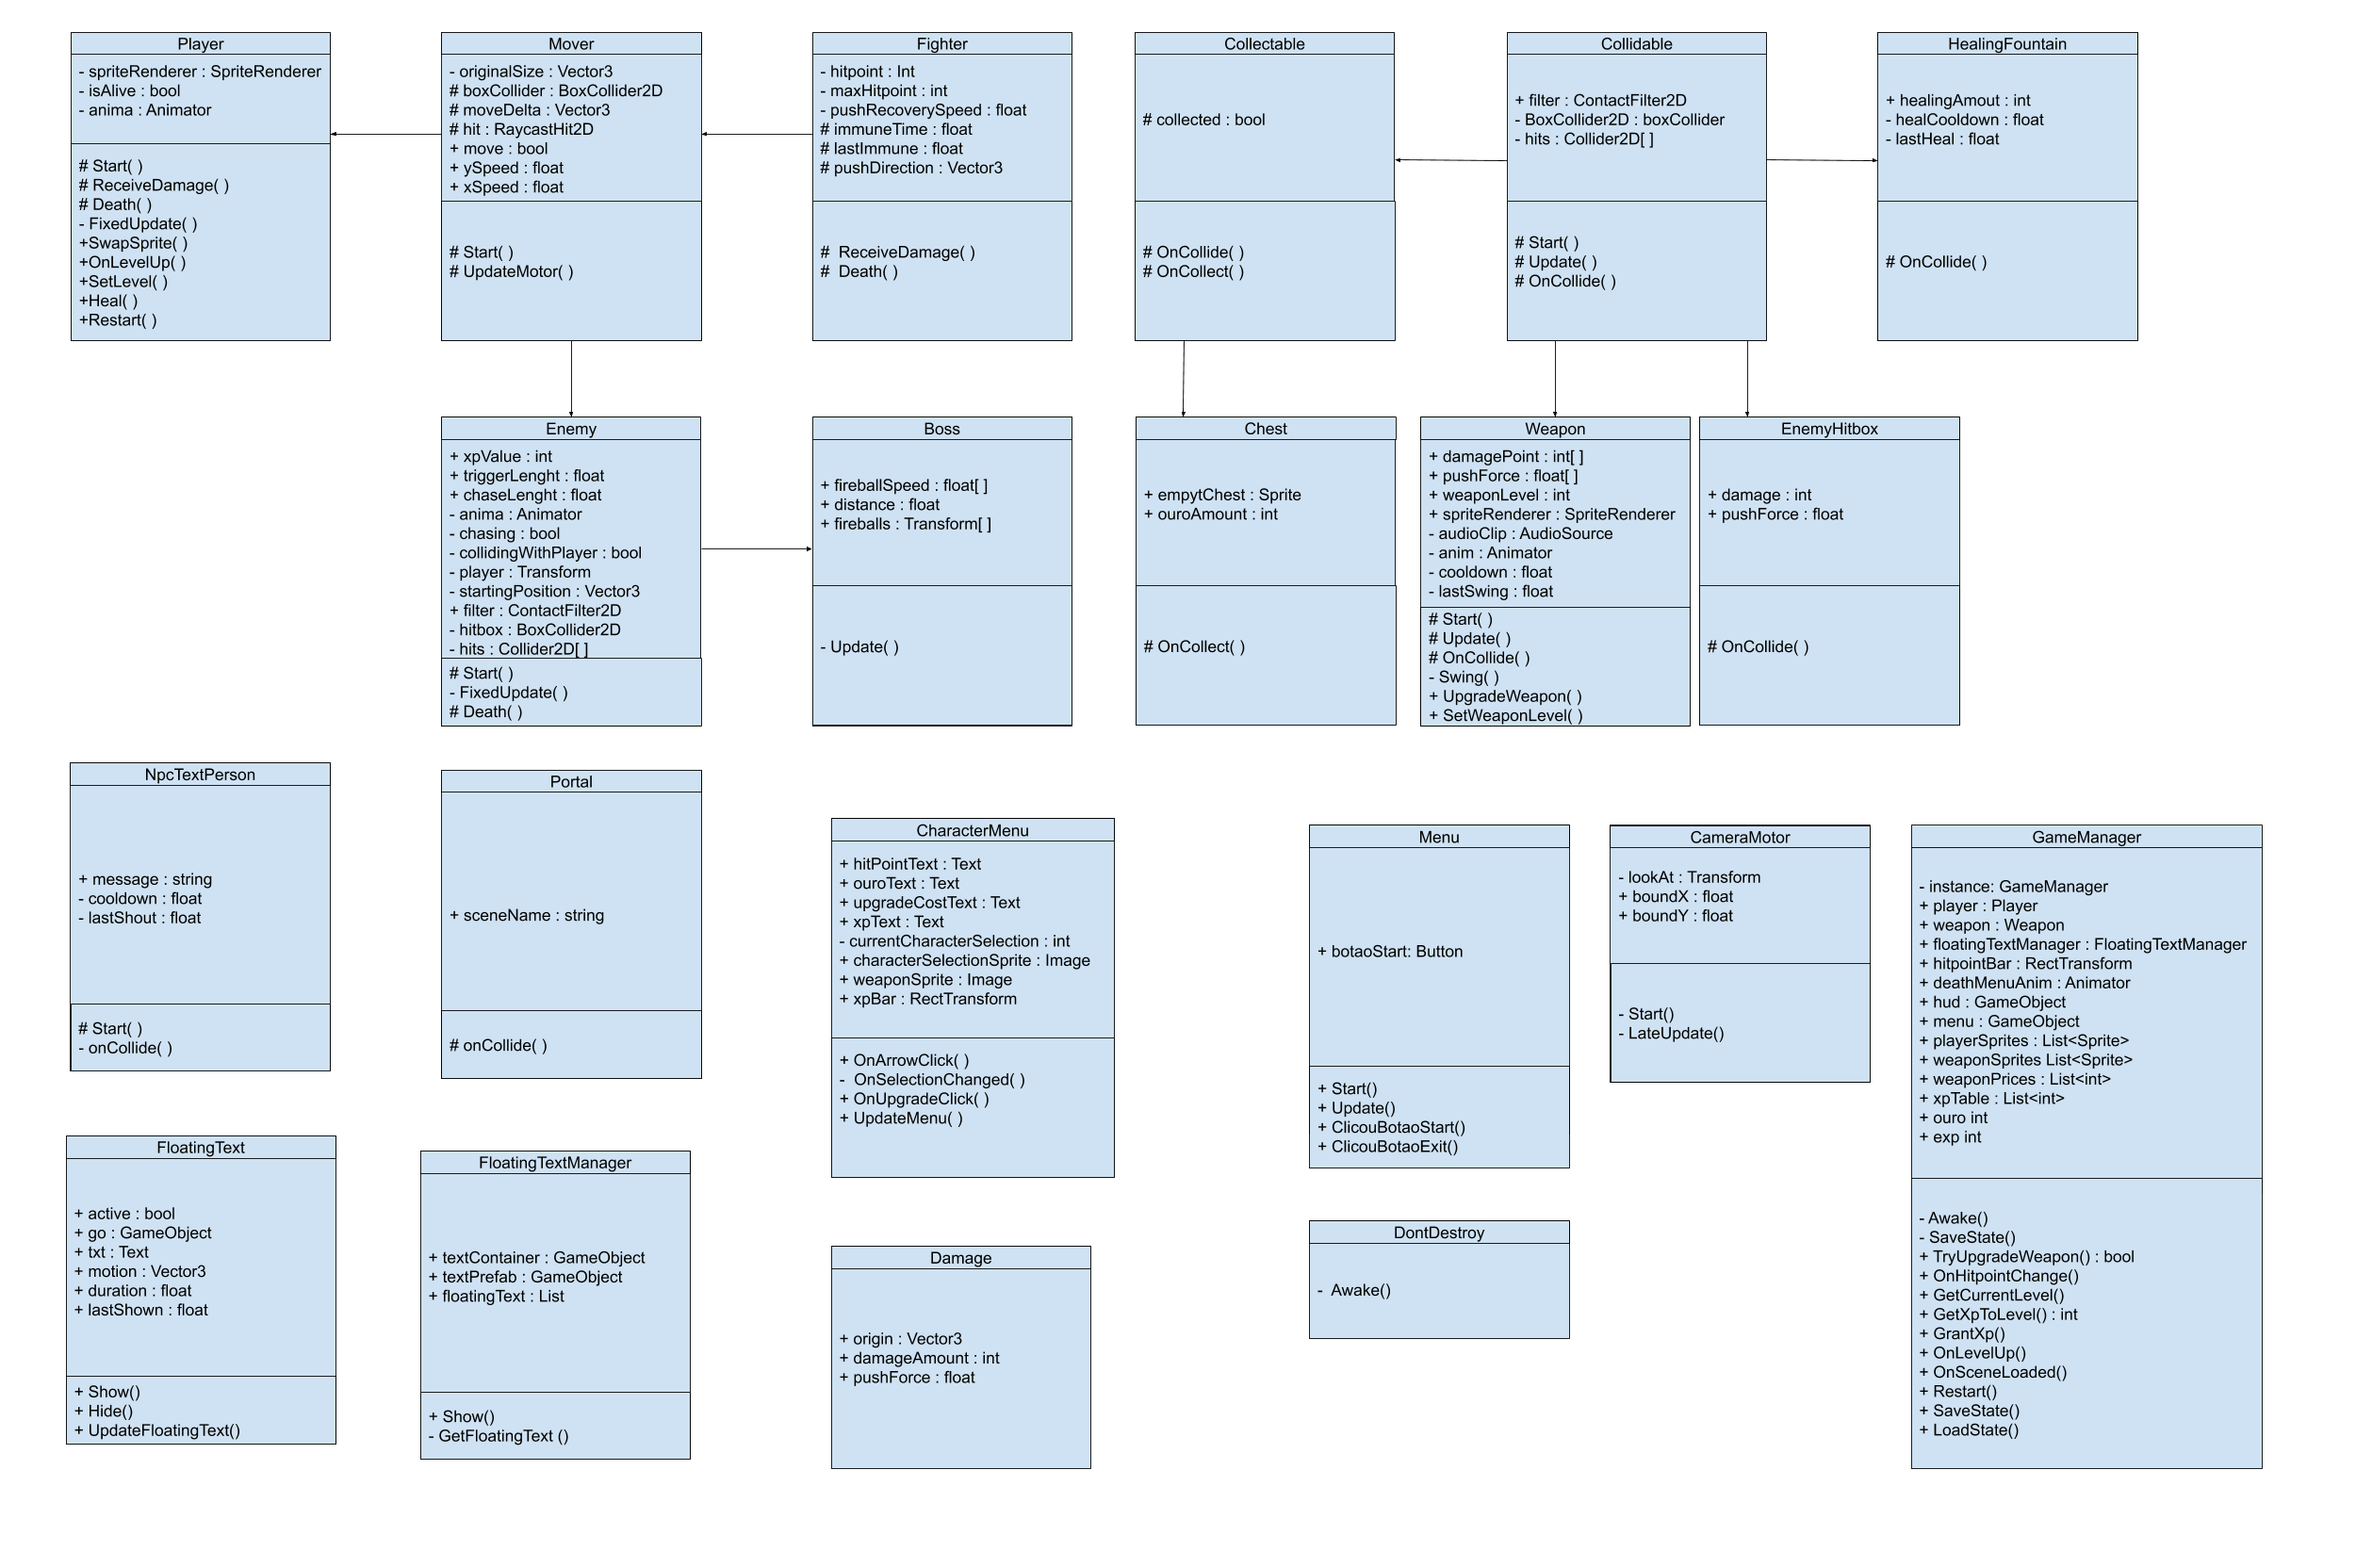 Player
- spriteRenderer : SpriteRenderer
- isAlive : bool
- anima : Animator
# Start( )
# ReceiveDamage( )
# Death( )
- FixedUpdate( )
+SwapSprite( )
+OnLevelUp( )
+SetLevel( )
+Heal( )
+Restart( )
Mover
- originalSize : Vector3
# boxCollider : BoxCollider2D
# moveDelta : Vector3
# hit : RaycastHit2D
+ move : bool
+ ySpeed : float
+ xSpeed : float
# Start( )
# UpdateMotor( )
Fighter
- hitpoint : Int
- maxHitpoint : int
- pushRecoverySpeed : float
# immuneTime : float
# lastImmune : float
# pushDirection : Vector3
#  ReceiveDamage( )
#  Death( )
Collectable
# collected : bool
# OnCollide( )
# OnCollect( )
Collidable
+ filter : ContactFilter2D
- BoxCollider2D : boxCollider
- hits : Collider2D[ ]
# Start( )
# Update( )
# OnCollide( )
HealingFountain
+ healingAmout : int
- healCooldown : float
- lastHeal : float
# OnCollide( )
Enemy
+ xpValue : int
+ triggerLenght : float
+ chaseLenght : float
- anima : Animator
- chasing : bool
- collidingWithPlayer : bool
- player : Transform
- startingPosition : Vector3
+ filter : ContactFilter2D
- hitbox : BoxCollider2D
- hits : Collider2D[ ]
# Start( )
- FixedUpdate( )
# Death( )
Boss
+ fireballSpeed : float[ ]
+ distance : float
+ fireballs : Transform[ ]
- Update( )
Chest
+ empytChest : Sprite
+ ouroAmount : int
# OnCollect( )
Weapon
+ damagePoint : int[ ]
+ pushForce : float[ ]
+ weaponLevel : int
+ spriteRenderer : SpriteRenderer
- audioClip : AudioSource
- anim : Animator
- cooldown : float
- lastSwing : float
# Start( )
# Update( )
# OnCollide( )
- Swing( )
+ UpgradeWeapon( )
+ SetWeaponLevel( )
EnemyHitbox
+ damage : int
+ pushForce : float
# OnCollide( )
NpcTextPerson
+ message : string
- cooldown : float
- lastShout : float
# Start( )
- onCollide( )
Portal
+ sceneName : string
# onCollide( )
CharacterMenu
+ hitPointText : Text
+ ouroText : Text
+ upgradeCostText : Text
+ xpText : Text
- currentCharacterSelection : int
+ characterSelectionSprite : Image
+ weaponSprite : Image
+ xpBar : RectTransform
+ OnArrowClick( )
-  OnSelectionChanged( )
+ OnUpgradeClick( )
+ UpdateMenu( )
Menu
+ botaoStart: Button
+ Start()
+ Update()
+ ClicouBotaoStart()
+ ClicouBotaoExit()
CameraMotor
- lookAt : Transform
+ boundX : float
+ boundY : float
- Start()
- LateUpdate()
GameManager
- instance: GameManager
+ player : Player
+ weapon : Weapon
+ floatingTextManager : FloatingTextManager
+ hitpointBar : RectTransform
+ deathMenuAnim : Animator
+ hud : GameObject
+ menu : GameObject
+ playerSprites : List<Sprite>
+ weaponSprites List<Sprite>
+ weaponPrices : List<int>
+ xpTable : List<int>
+ ouro int
+ exp int
- Awake()
- SaveState()
+ TryUpgradeWeapon() : bool
+ OnHitpointChange()
+ GetCurrentLevel()
+ GetXpToLevel() : int
+ GrantXp()
+ OnLevelUp()
+ OnSceneLoaded()
+ Restart()
+ SaveState()
+ LoadState()
FloatingText
+ active : bool
+ go : GameObject
+ txt : Text
+ motion : Vector3
+ duration : float
+ lastShown : float
+ Show()
+ Hide()
+ UpdateFloatingText()
FloatingTextManager
+ textContainer : GameObject
+ textPrefab : GameObject
+ floatingText : List
+ Show()
- GetFloatingText ()
Damage
+ origin : Vector3
+ damageAmount : int
+ pushForce : float
DontDestroy
-  Awake()